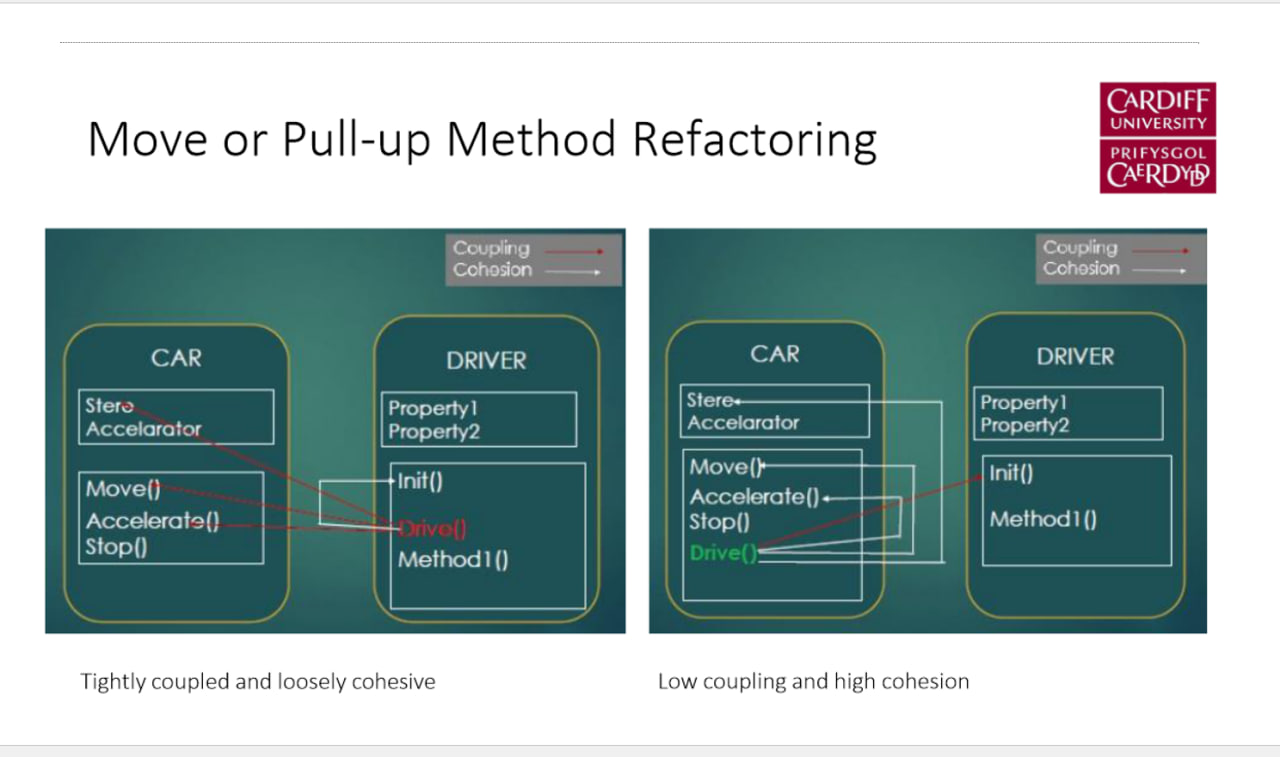 Move or Pull-up Method Refactoring
CARDIFF
UNIVERSITY
PRIFYSGOL
CAERDYDD
Coupling
Cohesion
CAR
Stere
Accelarator
Move()
Accelerate()
Stop()
DRIVER
Property1
Property2
Init()
Drive()
Method1()
Coupling
Cohesion
CAR
Stere
Accelarator
Move()
Accelerate()
Stop()
Drive()
DRIVER
Property1
Property2
Init()
Method1()
Tightly coupled and loosely cohesive
Low coupling and high cohesion